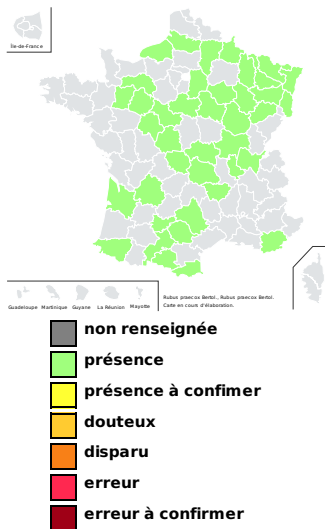 Île-de-France
Guadeloupe Martinique Guyane La Réunion Mayotte
Rubus praecox Bertol., Rubus praecox Bertol.
Carte en cours d'élaboration.
non renseignée
présence
présence à confimer
douteux
disparu
erreur
erreur à confirmer